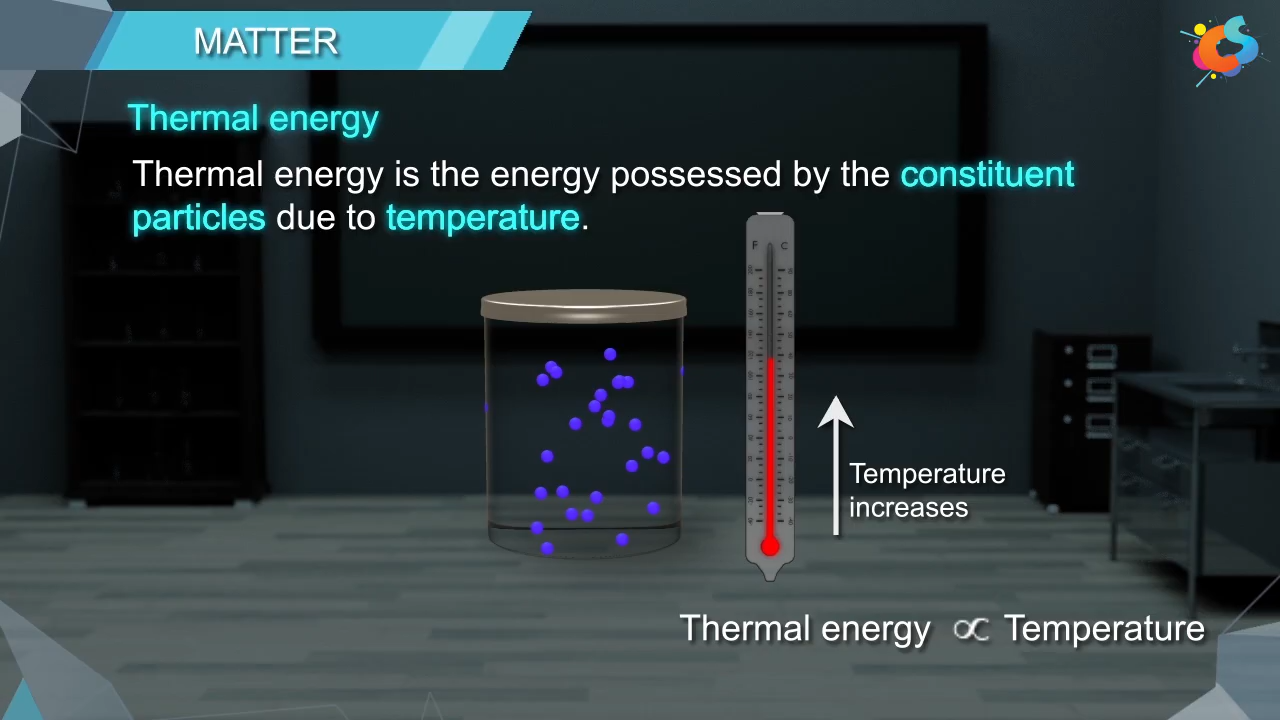 MATTER
Thermal energy
Thermal energy is the energy possessed by the constituent
particles due to temperature.
F C
Temperature
increases
Thermal energy ∝ Temperature